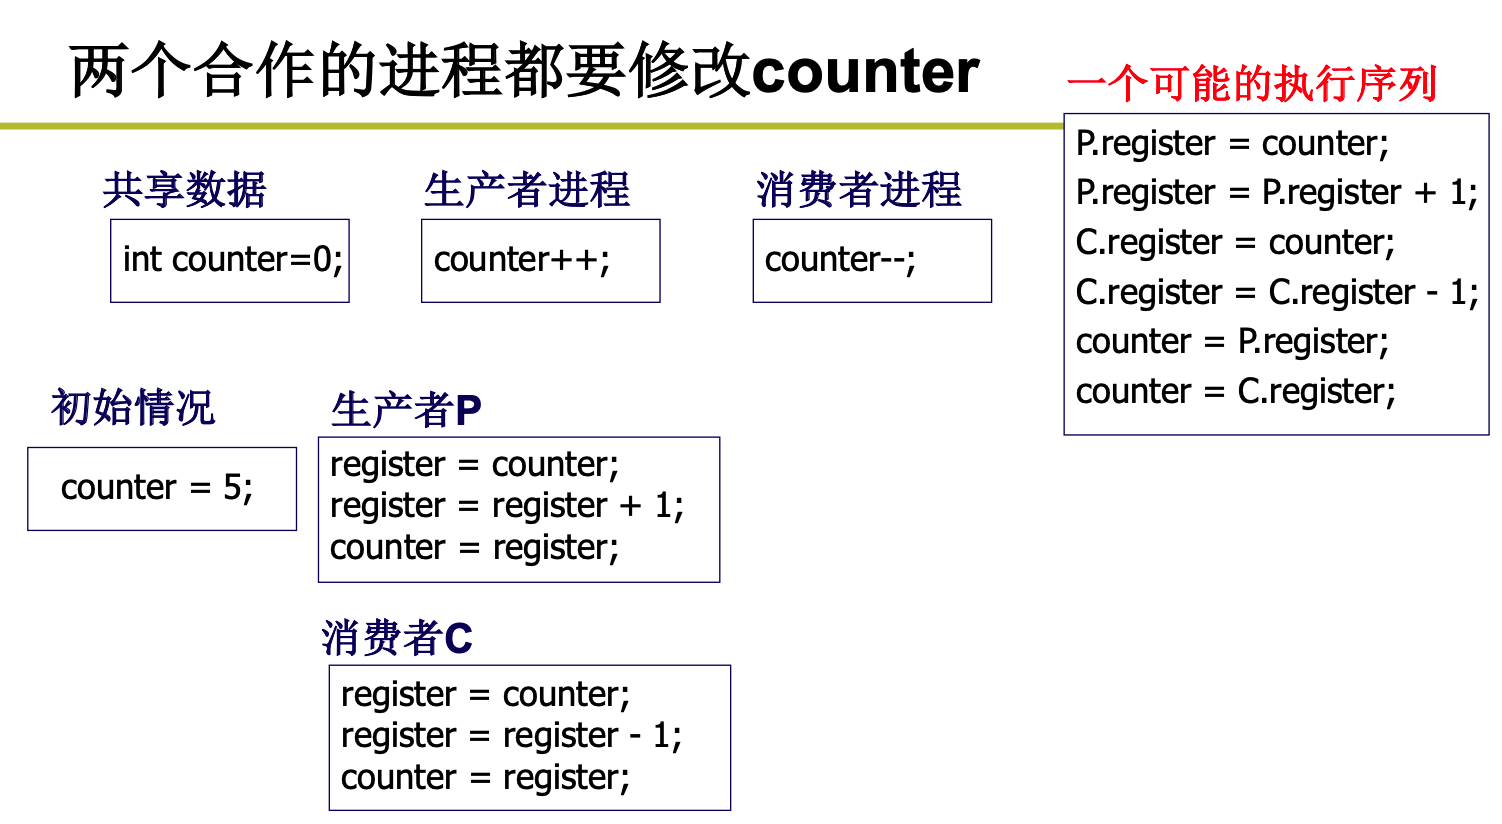 两个合作的进程都要修改counter
一个可能的执行序列
P.register = counter;
P.register = P.register + 1;
C.register = counter;
C.register = C.register - 1;
counter = P.register;
counter = C.register;
共享数据
int counter=0;
生产者进程
counter++;
消费者进程
counter--;
初始情况
counter = 5;
生产者P
register = counter;
register = register + 1;
counter = register;
消费者C
register = counter;
register = register - 1;
counter = register;